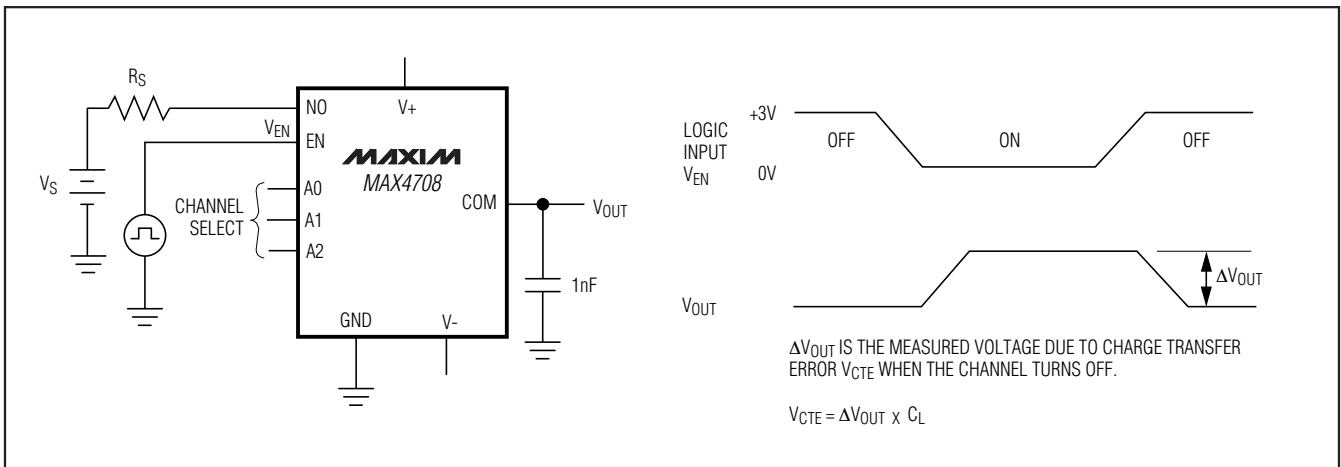 RS
NO
V+
VEN
EN
MAXIM
MAX4708
VS
A0
CHANNEL
SELECT
A1
A2
COM
VOUT
1nF
GND
V-
LOGIC
INPUT
VEN
+3V
0V
OFF
ON
OFF
VOUT
ΔVOUT
ΔVOUT IS THE MEASURED VOLTAGE DUE TO CHARGE TRANSFER
ERROR VCTE WHEN THE CHANNEL TURNS OFF.
VCTE = ΔVOUT x CL